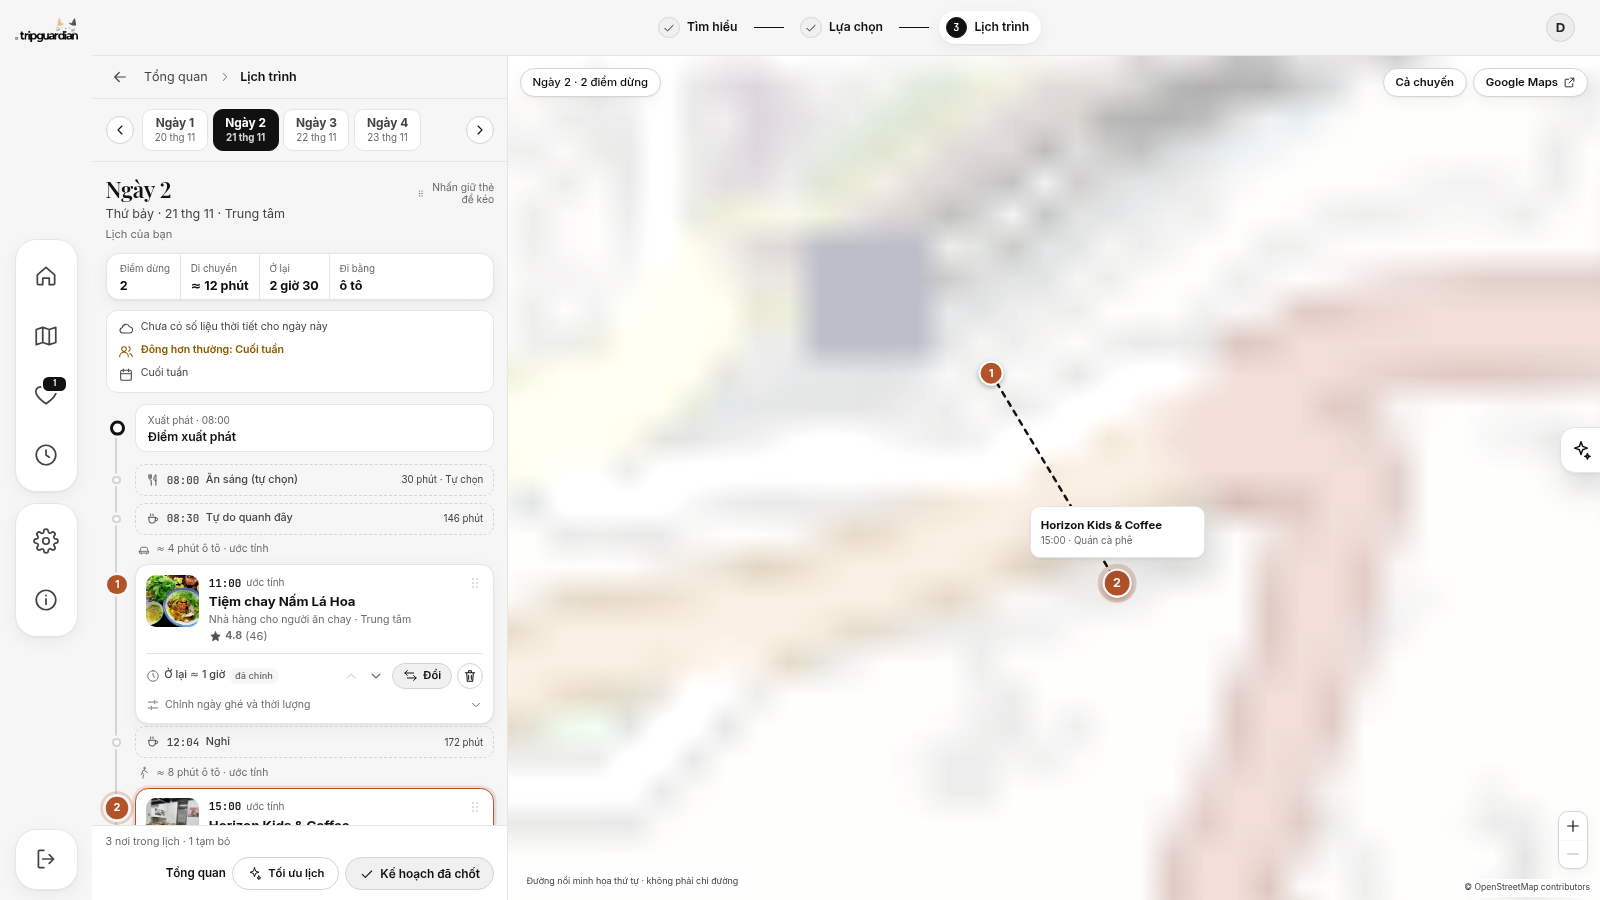 tripguardian
Tìm hiểu
Lựa chọn
3 Lịch trình
D
Tổng quan
Lịch trình
Ngày 1
20 thg 11
Ngày 2
21 thg 11
Ngày 3
22 thg 11
Ngày 4
23 thg 11
Ngày 2
Nhấn giữ thẻ
để kéo
Thứ bảy · 21 thg 11 · Trung tâm
Lịch của bạn
Điểm dừng
2
Di chuyển
≈ 12 phút
Ở lại
2 giờ 30
Đi bằng
ô tô
Chưa có số liệu thời tiết cho ngày này
Đông hơn thường: Cuối tuần
Cuối tuần
1
Xuất phát · 08:00
Điểm xuất phát
08:00 Ăn sáng (tự chọn) 30 phút · Tự chọn
08:30 Tự do quanh đây 146 phút
≈ 4 phút ô tô · ước tính
1
11:00 ước tính
Tiệm chay Nấm Lá Hoa
Nhà hàng cho người ăn chay · Trung tâm
4.8 (46)
Ở lại ≈ 1 giờ đã chỉnh
Đổi
Chỉnh ngày ghé và thời lượng
12:04 Nghỉ 172 phút
≈ 8 phút ô tô · ước tính
2
15:00 ước tính
Horizon Kids & Coffee
3 nơi trong lịch · 1 tạm bỏ
Tổng quan
Tối ưu lịch
Kế hoạch đã chốt
Ngày 2 · 2 điểm dừng
Cả chuyến
Google Maps
1
Horizon Kids & Coffee
15:00 · Quán cà phê
2
+
−
Đường nối minh họa thứ tự · không phải chỉ đường
© OpenStreetMap contributors